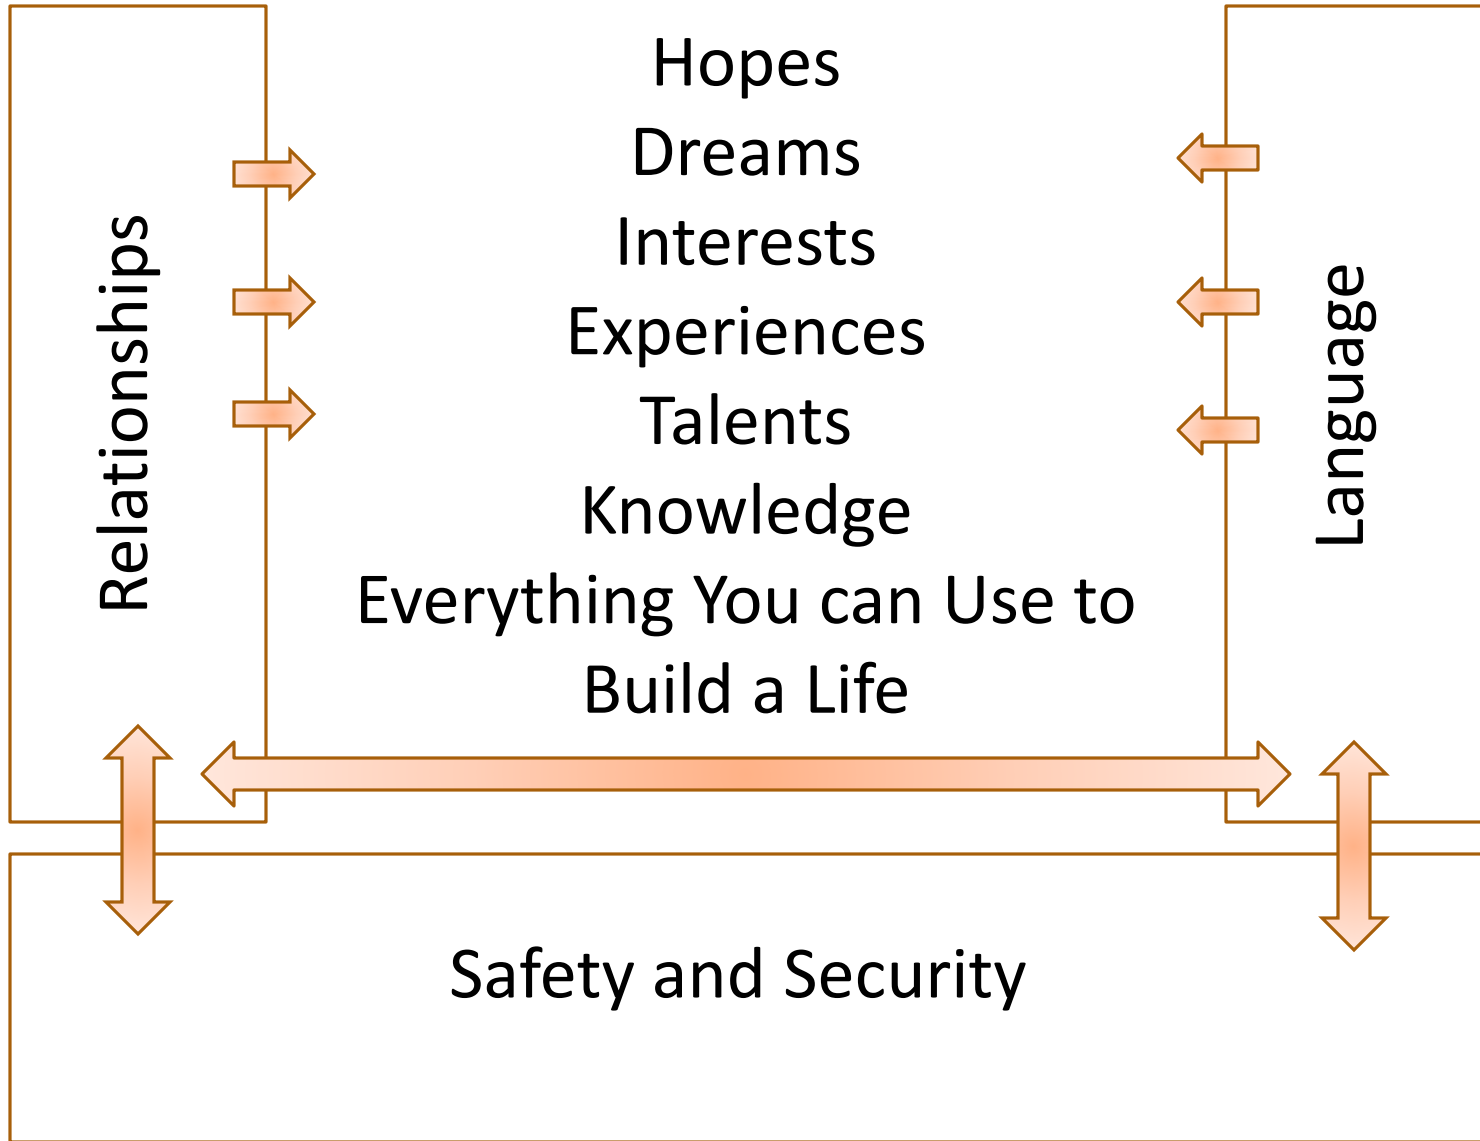 Relationships
Hopes
Dreams
Interests
Experiences
Talents
Knowledge
Everything You can Use to
Build a Life
Language
Safety and Security